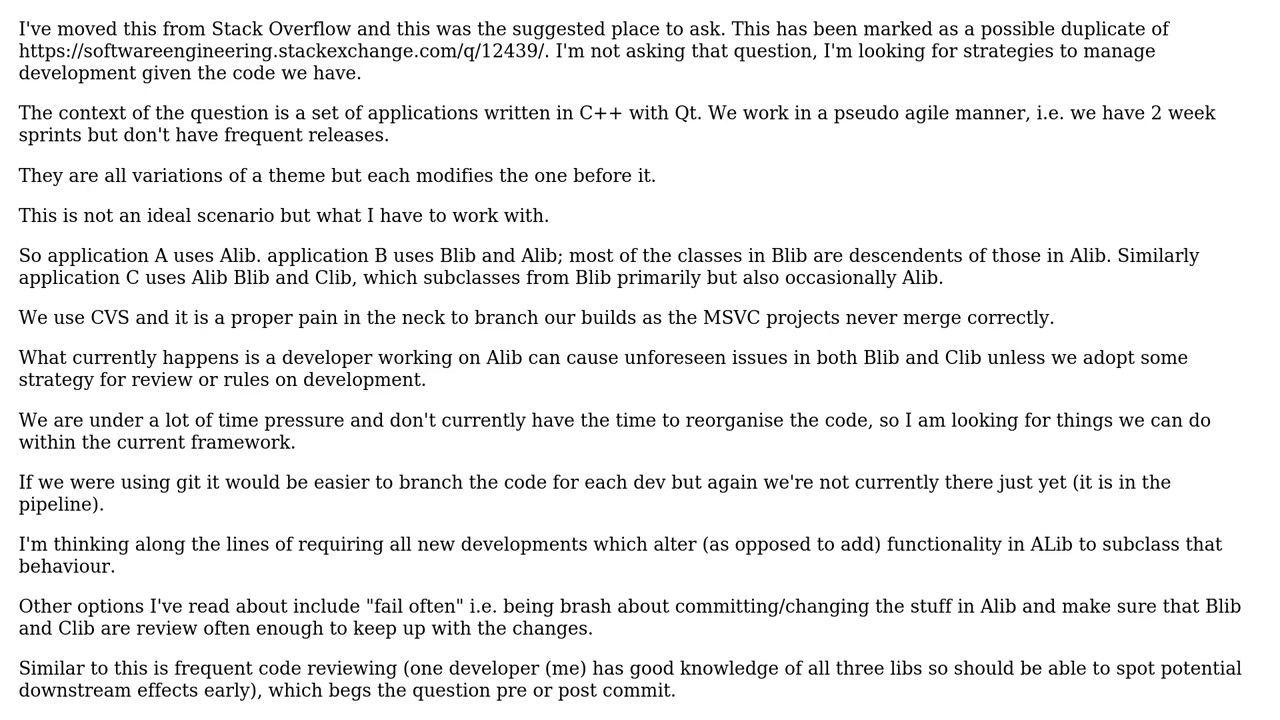 I've moved this from Stack Overflow and this was the suggested place to ask. This has been marked as a possible duplicate of
https://softwareengineering.stackexchange.com/q/12439/. I'm not asking that question, I'm looking for strategies to manage
development given the code we have.
The context of the question is a set of applications written in C++ with Qt. We work in a pseudo agile manner, i.e. we have 2 week
sprints but don't have frequent releases.
They are all variations of a theme but each modifies the one before it.
This is not an ideal scenario but what I have to work with.
So application A uses Alib. application B uses Blib and Alib; most of the classes in Blib are descendents of those in Alib. Similarly
application C uses Alib Blib and Clib, which subclasses from Blib primarily but also occasionally Alib.
We use CVS and it is a proper pain in the neck to branch our builds as the MSVC projects never merge correctly.
What currently happens is a developer working on Alib can cause unforeseen issues in both Blib and Clib unless we adopt some
strategy for review or rules on development.
We are under a lot of time pressure and don't currently have the time to reorganise the code, so I am looking for things we can do
within the current framework.
If we were using git it would be easier to branch the code for each dev but again we're not currently there just yet (it is in the
pipeline).
I'm thinking along the lines of requiring all new developments which alter (as opposed to add) functionality in ALib to subclass that
behaviour.
Other options I've read about include "fail often" i.e. being brash about committing/changing the stuff in Alib and make sure that Blib
and Clib are review often enough to keep up with the changes.
Similar to this is frequent code reviewing (one developer (me) has good knowledge of all three libs so should be able to spot potential
downstream effects early), which begs the question pre or post commit.